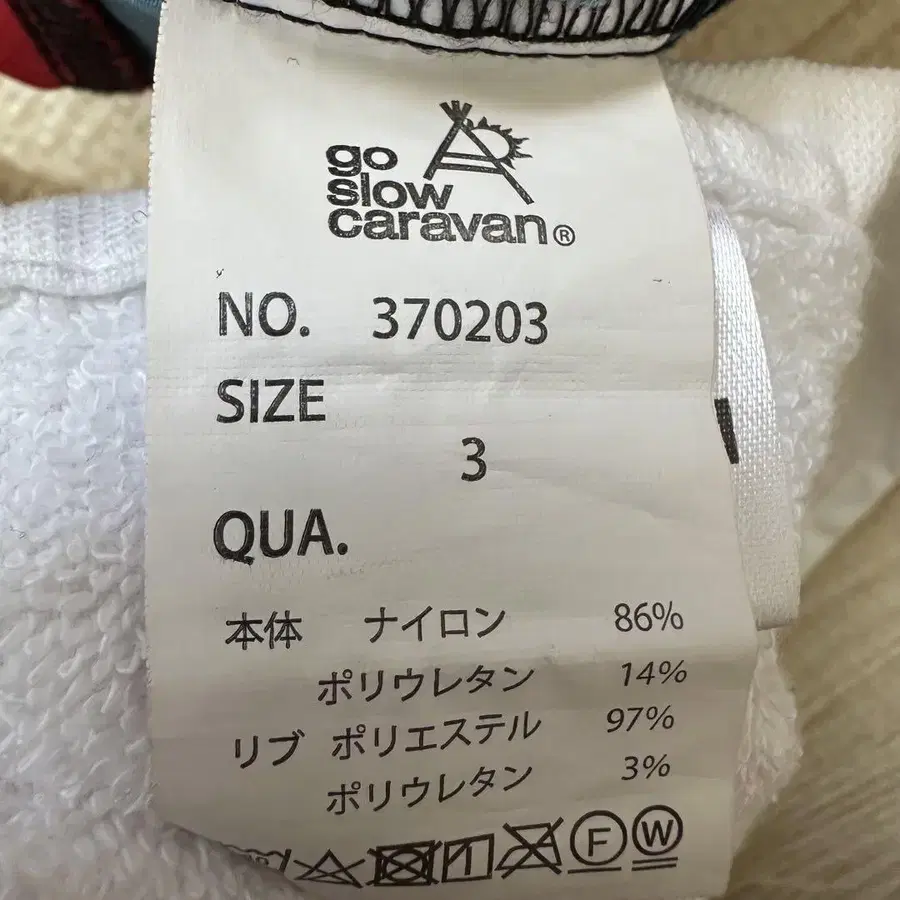 go
slow
caravan®
NO. 370203
SIZE
3
QUA.
本体 ナイロン 86%
ポリウレタン 14%
リブ ポリエステル 97%
ポリウレタン 3%
F W